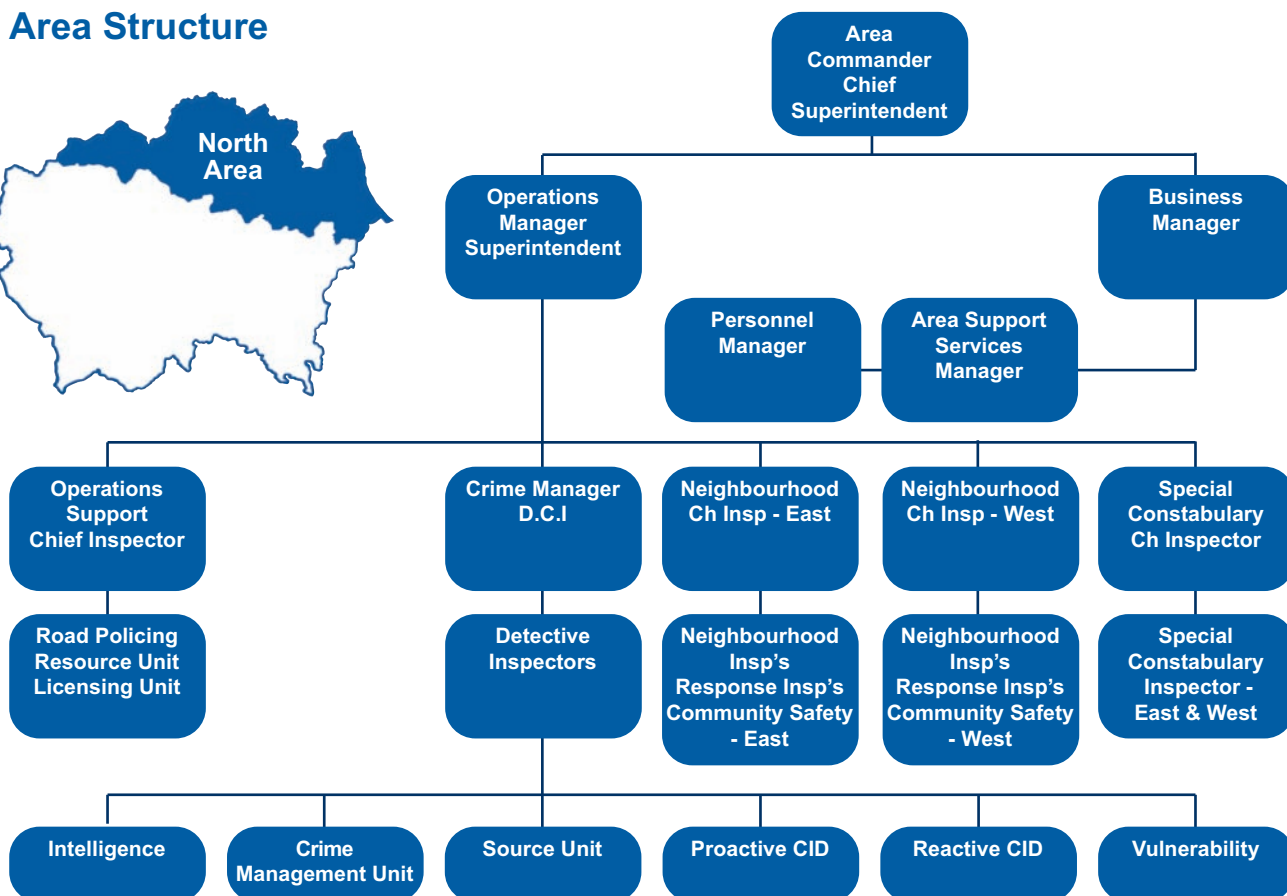 Area Structure
North
Area
Area
Commander
Chief
Superintendent
Operations
Manager
Superintendent
Business
Manager
Personnel
Manager
Area Support
Services
Manager
Operations
Support
Chief Inspector
Crime Manager
D.C.I
Neighbourhood
Ch Insp - East
Neighbourhood
Ch Insp - West
Special
Constabulary
Ch Inspector
Road Policing
Resource Unit
Licensing Unit
Detective
Inspectors
Neighbourhood
Insp’s
Response Insp’s
Community Safety
- East
Neighbourhood
Insp’s
Response Insp’s
Community Safety
- West
Special
Constabulary
Inspector -
East & West
Intelligence
Crime
Management Unit
Source Unit
Proactive CID
Reactive CID
Vulnerability